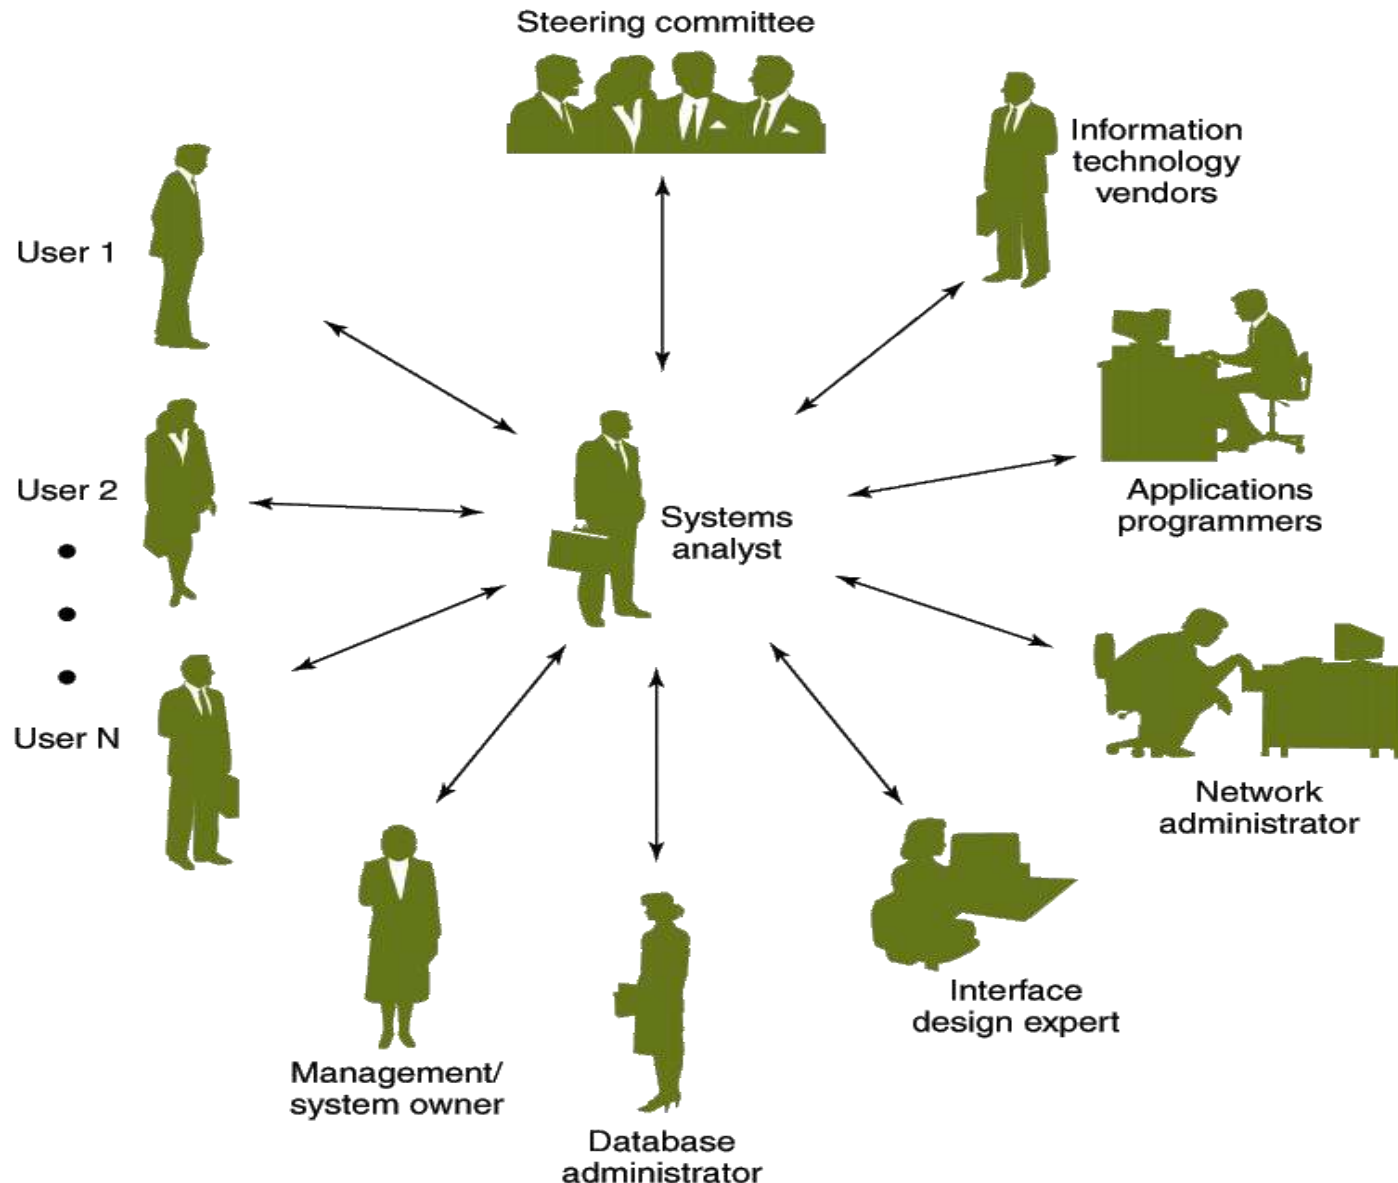 Steering committee
Information
technology
vendors
User 1
Applications
programmers
User 2
Systems
analyst
User N
Network
administrator
Interface
design expert
Management/
system owner
Database
administrator